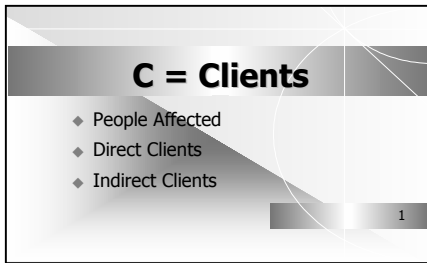 C = Clients
People Affected
Direct Clients
Indirect Clients
1